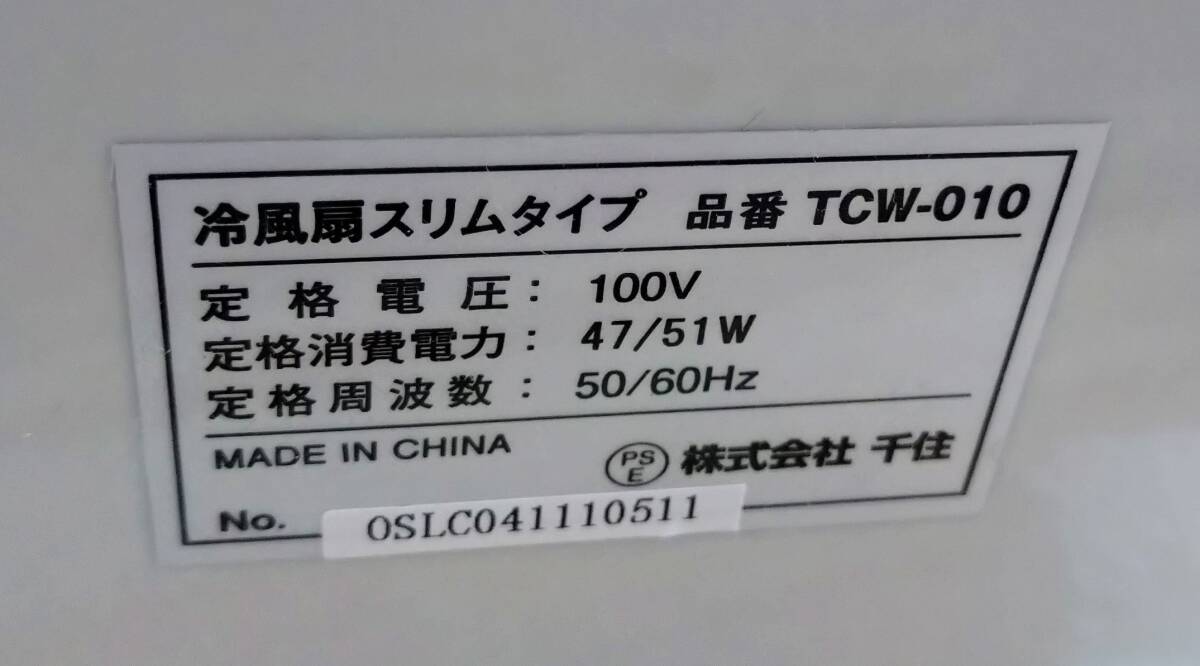 冷風扇スリムタイプ 品番 TCW-010
定格電圧： 100V
定格消費電力： 47/51W
定格周波数： 50/60Hz
MADE IN CHINA PSE 株式会社 千住
No. OSLC041110511